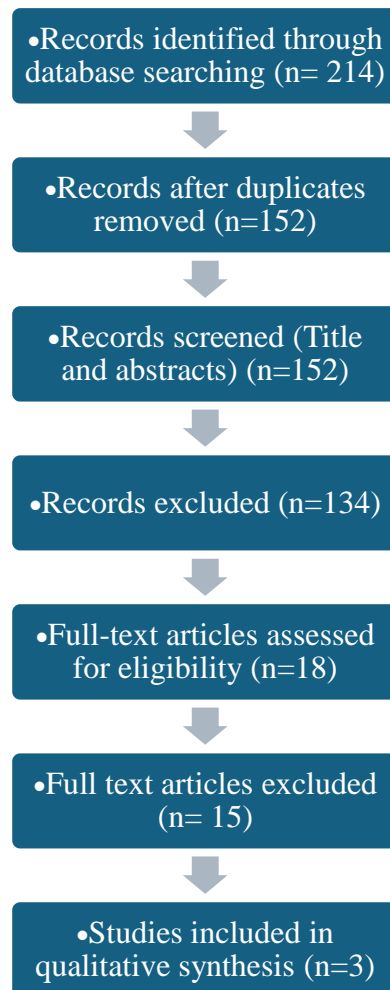 •Records identified through
database searching (n= 214)
•Records after duplicates
removed (n=152)
•Records screened (Title
and abstracts) (n=152)
•Records excluded (n=134)
•Full-text articles assessed
for eligibility (n=18)
•Full text articles excluded
(n= 15)
•Studies included in
qualitative synthesis (n=3)